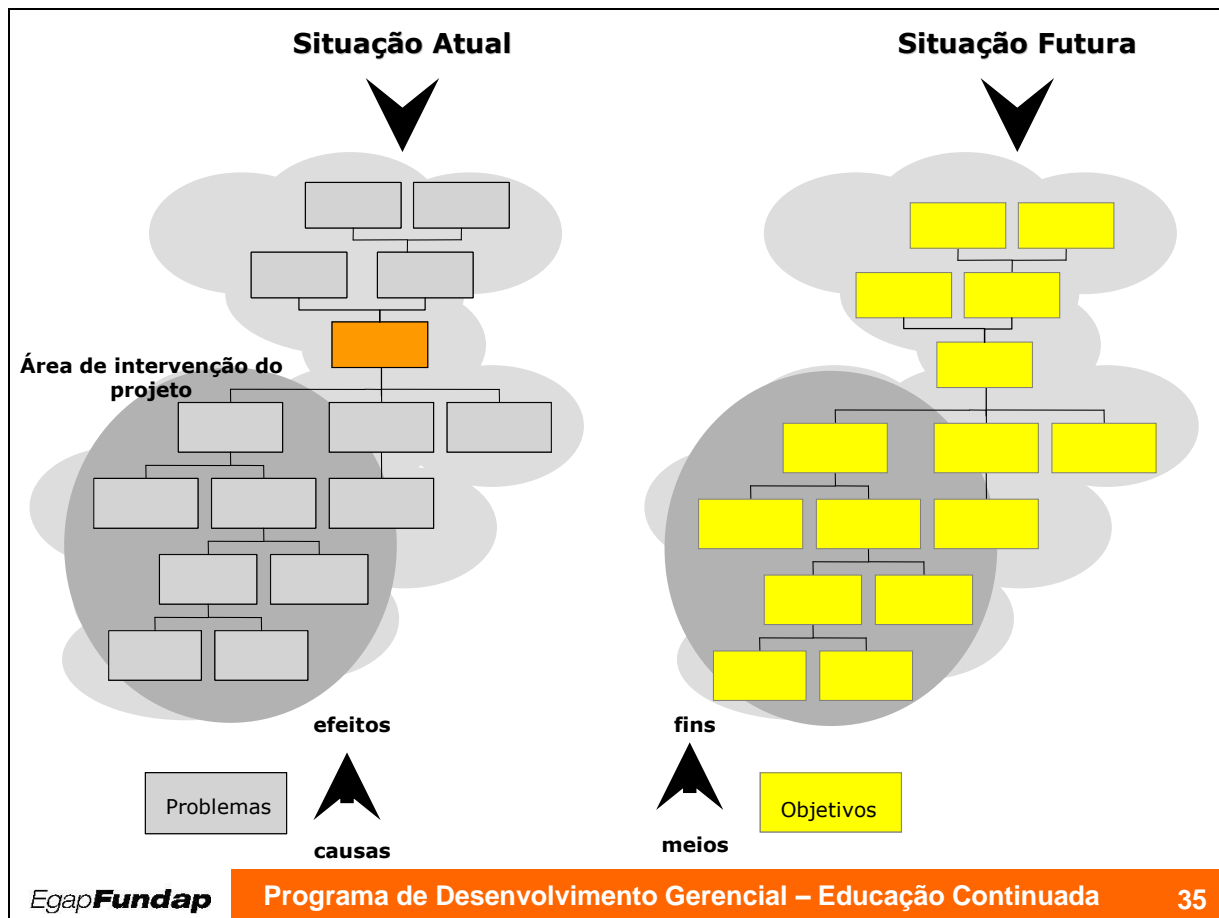 Situação Atual
Situação Futura
Área de intervenção do
projeto
efeitos
fins
Problemas
Objetivos
causas
meios
EgapFundap
Programa de Desenvolvimento Gerencial – Educação Continuada
35